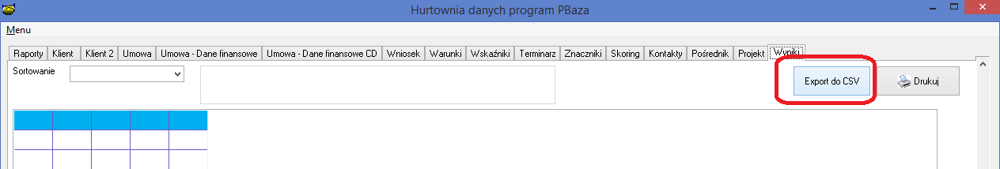 Hurtownia danych program PBaza
Menu
Raporty Klient Klient 2 Umowa Umowa - Dane finansowe Umowa - Dane finansowe CD Wniosek Warunki Wskaźniki Terminarz Znaczniki Skoring Kontakty Pośrednik Projekt Wyniki
Sortowanie Export do CSV Drukuj